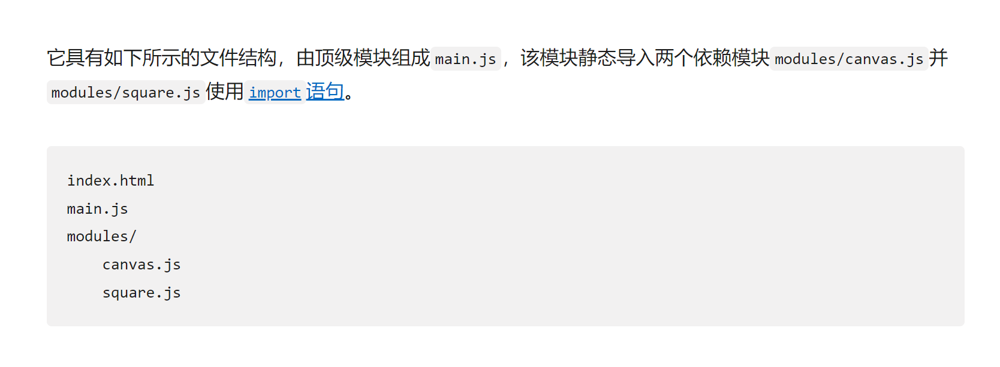 它具有如下所示的文件结构，由顶级模块组成main.js，该模块静态导入两个依赖模块modules/canvas.js并
modules/square.js使用import语句。
index.html
main.js
modules/
    canvas.js
    square.js